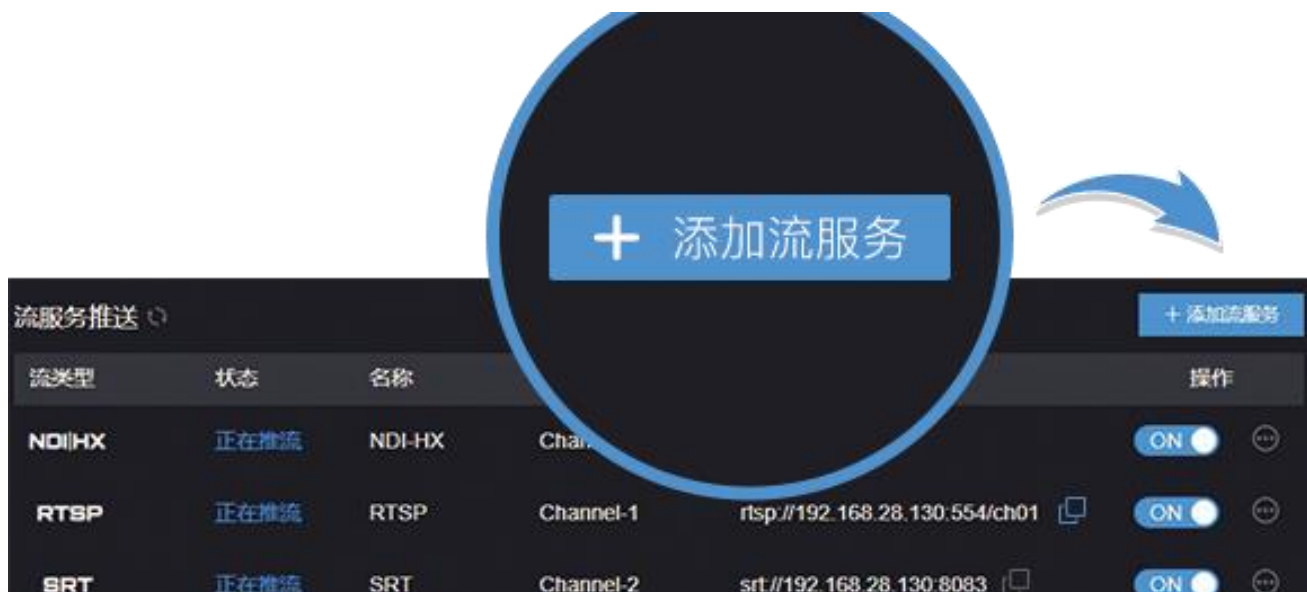 + 添加流服务
流服务推送 + 添加流服务
流类型 状态 名称 操作
NDI|HX 正在推流 NDI-HX ON
RTSP 正在推流 RTSP Channel-1 rtsp://192.168.28.130:554/ch01 ON
SRT 正在推流 SRT Channel-2 srt://192.168.28.130:8083 ON